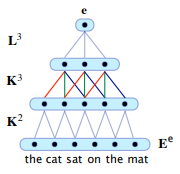 e
L³
K³
K²
Eᵉ
the cat sat on the mat